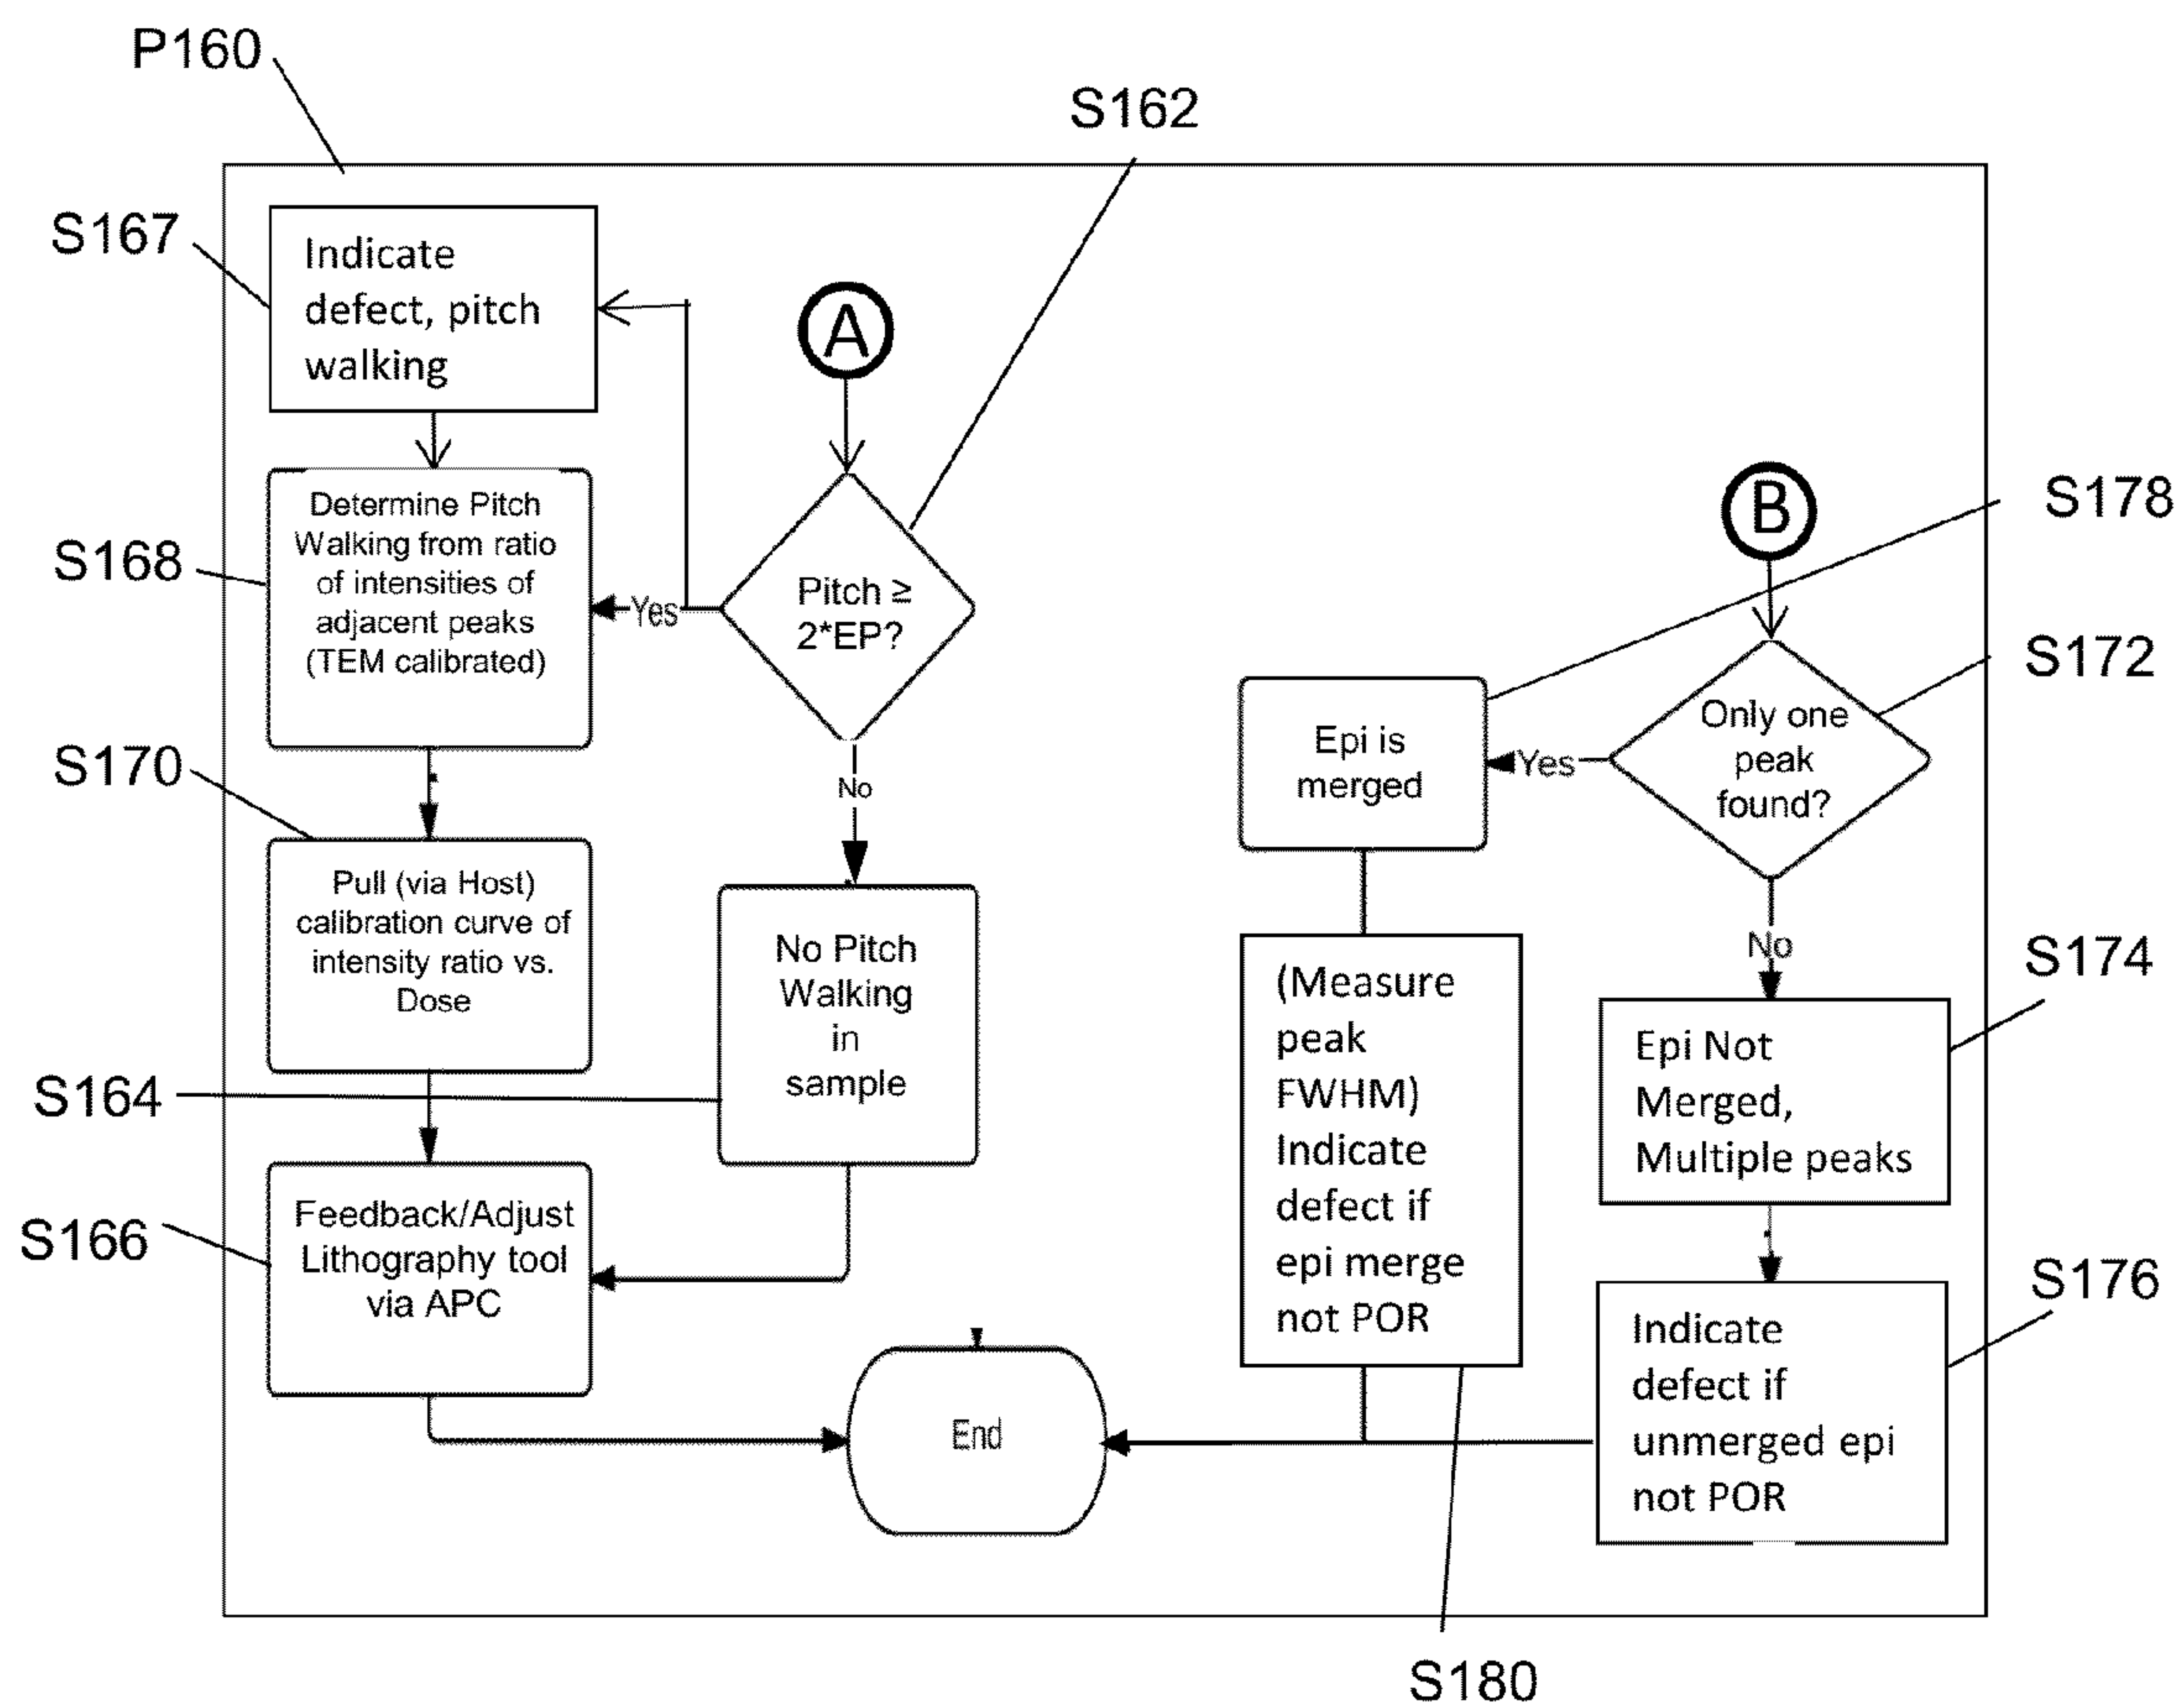 P160
S162
S167
Indicate
defect, pitch
walking
A
S168
Determine Pitch
Walking from ratio
of intensities of
adjacent peaks
(TEM calibrated)
Yes
Pitch ≥
2*EP?
No
B
S178
S172
Only one
peak
found?
Yes
Epi is
merged
No
S170
Pull (via Host)
calibration curve of
intensity ratio vs.
Dose
S164
No Pitch
Walking
in
sample
S166
Feedback/Adjust
Lithography tool
via APC
End
(Measure
peak
FWHM)
Indicate
defect if
epi merge
not POR
S174
Epi Not
Merged,
Multiple peaks
S176
Indicate
defect if
unmerged epi
not POR
S180